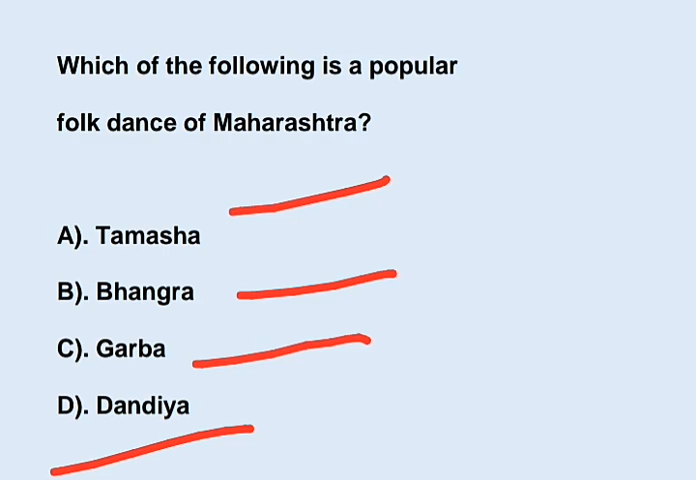 Which of the following is a popular
folk dance of Maharashtra?
A). Tamasha
B). Bhangra
C). Garba
D). Dandiya